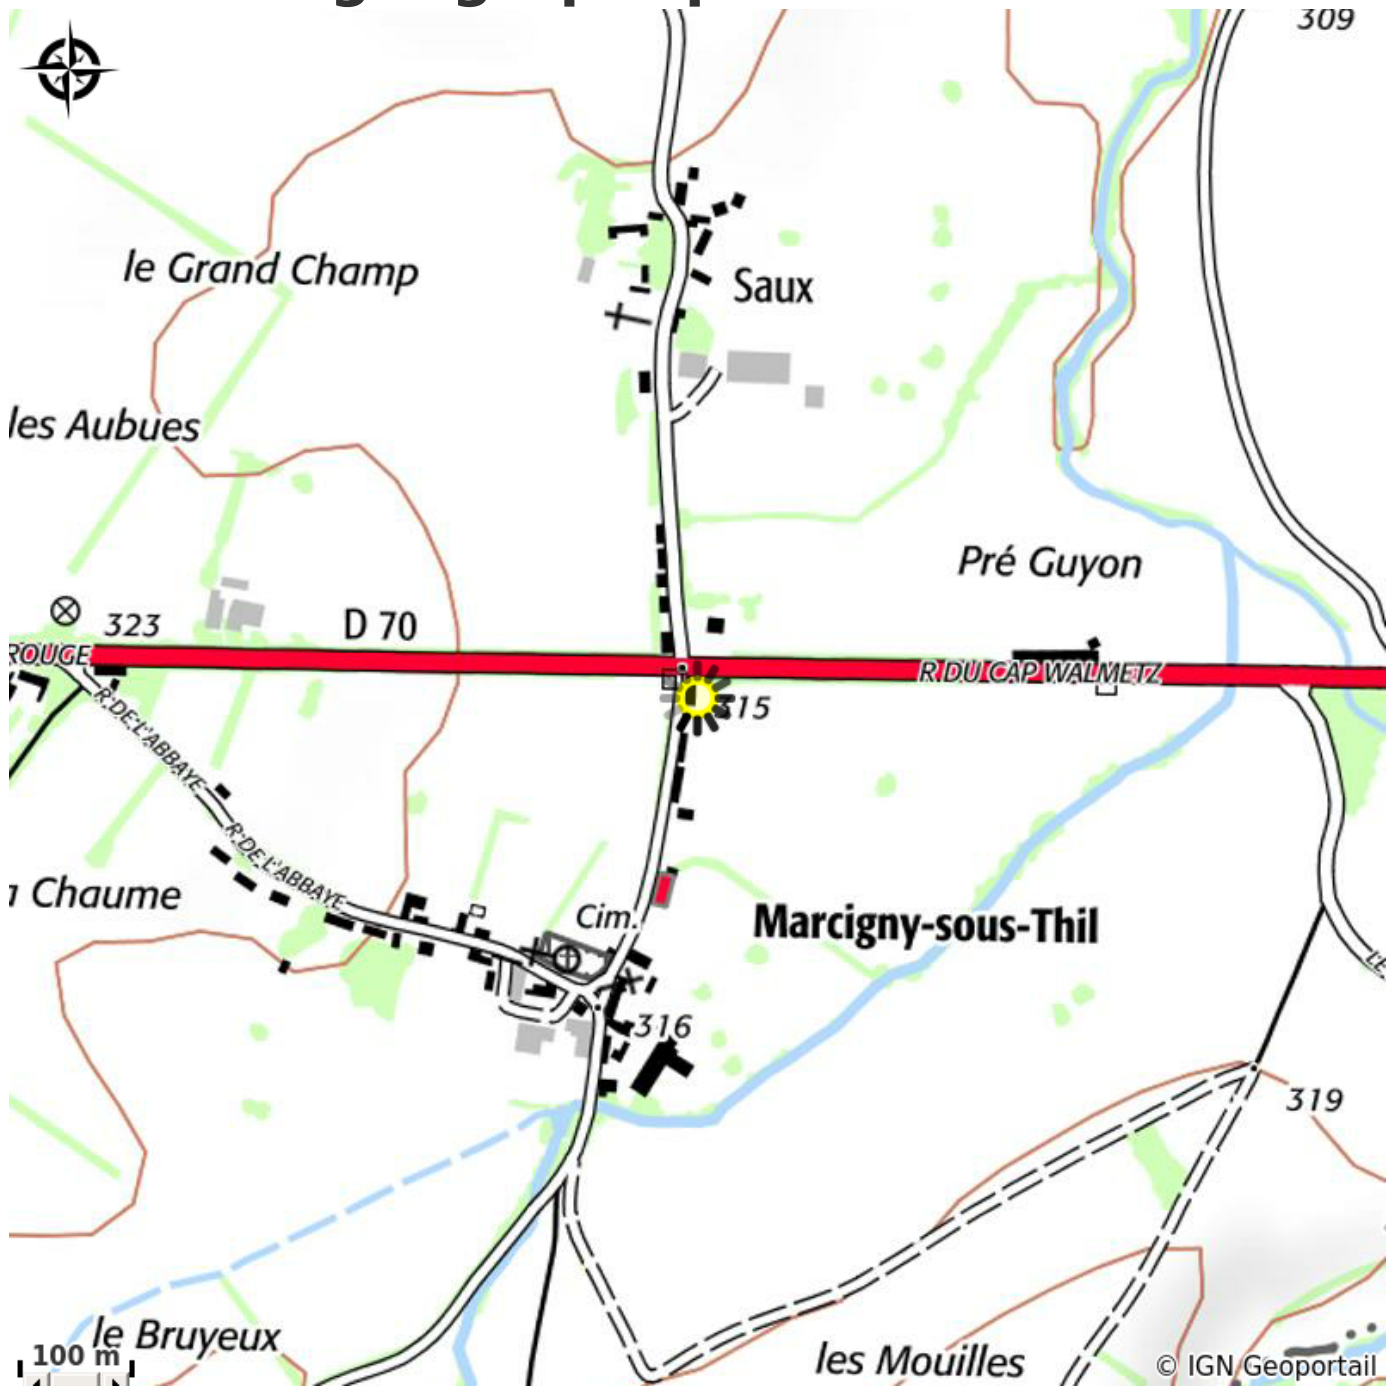 309
le Grand Champ
Saux
les Aubues
Pré Guyon
323
D 70
ROUGE
R DU CAP WALMETZ
315
R DE L'ABBAYE
R DE L'ABBAYE
Chaume
Cim.
Marcigny-sous-Thil
316
319
le Bruyeux
les Mouilles
100 m
© IGN Geoportail